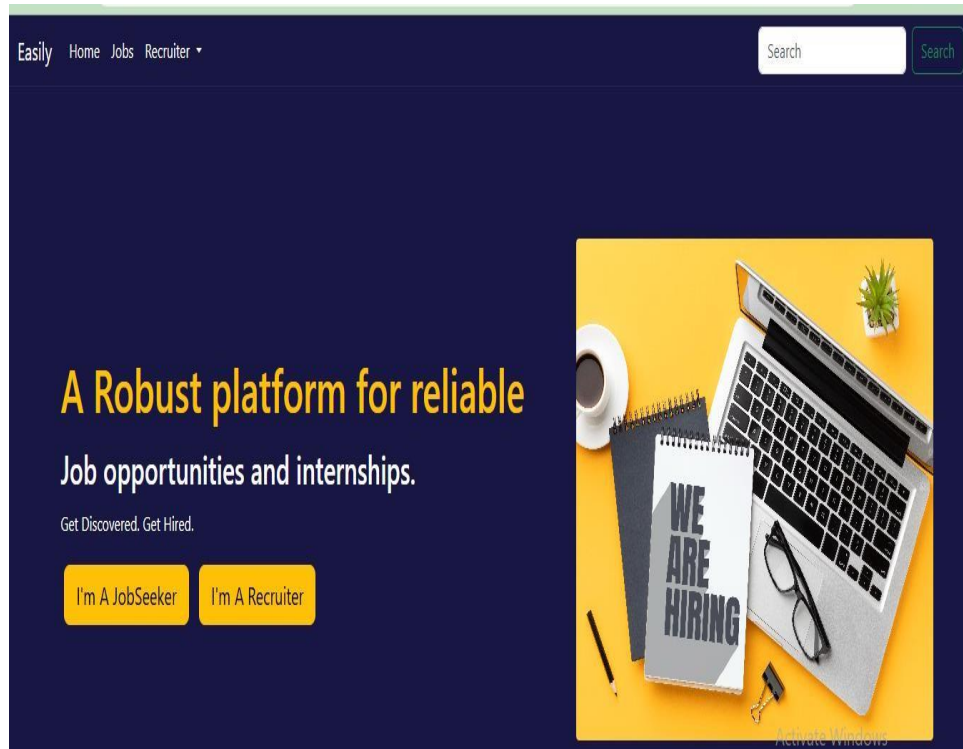 Easily Home Jobs Recruiter
Search Search
A Robust platform for reliable
Job opportunities and internships.
Get Discovered. Get Hired.
I'm A JobSeeker I'm A Recruiter
WE
ARE
HIRING
Activate Windows